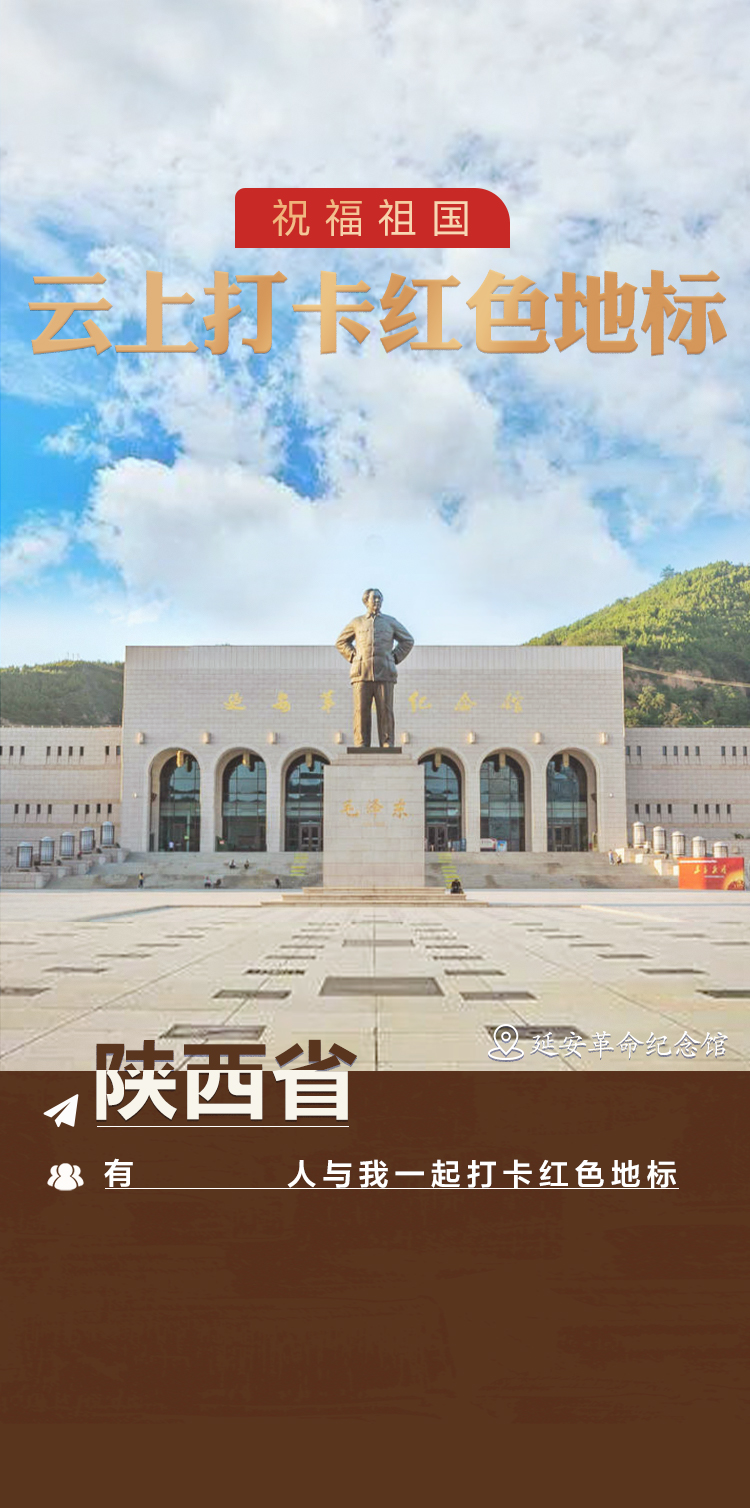 祝福祖国
云上打卡红色地标
延安革命纪念馆
毛泽东
延安革命纪念馆
陕西省
有 人与我一起打卡红色地标